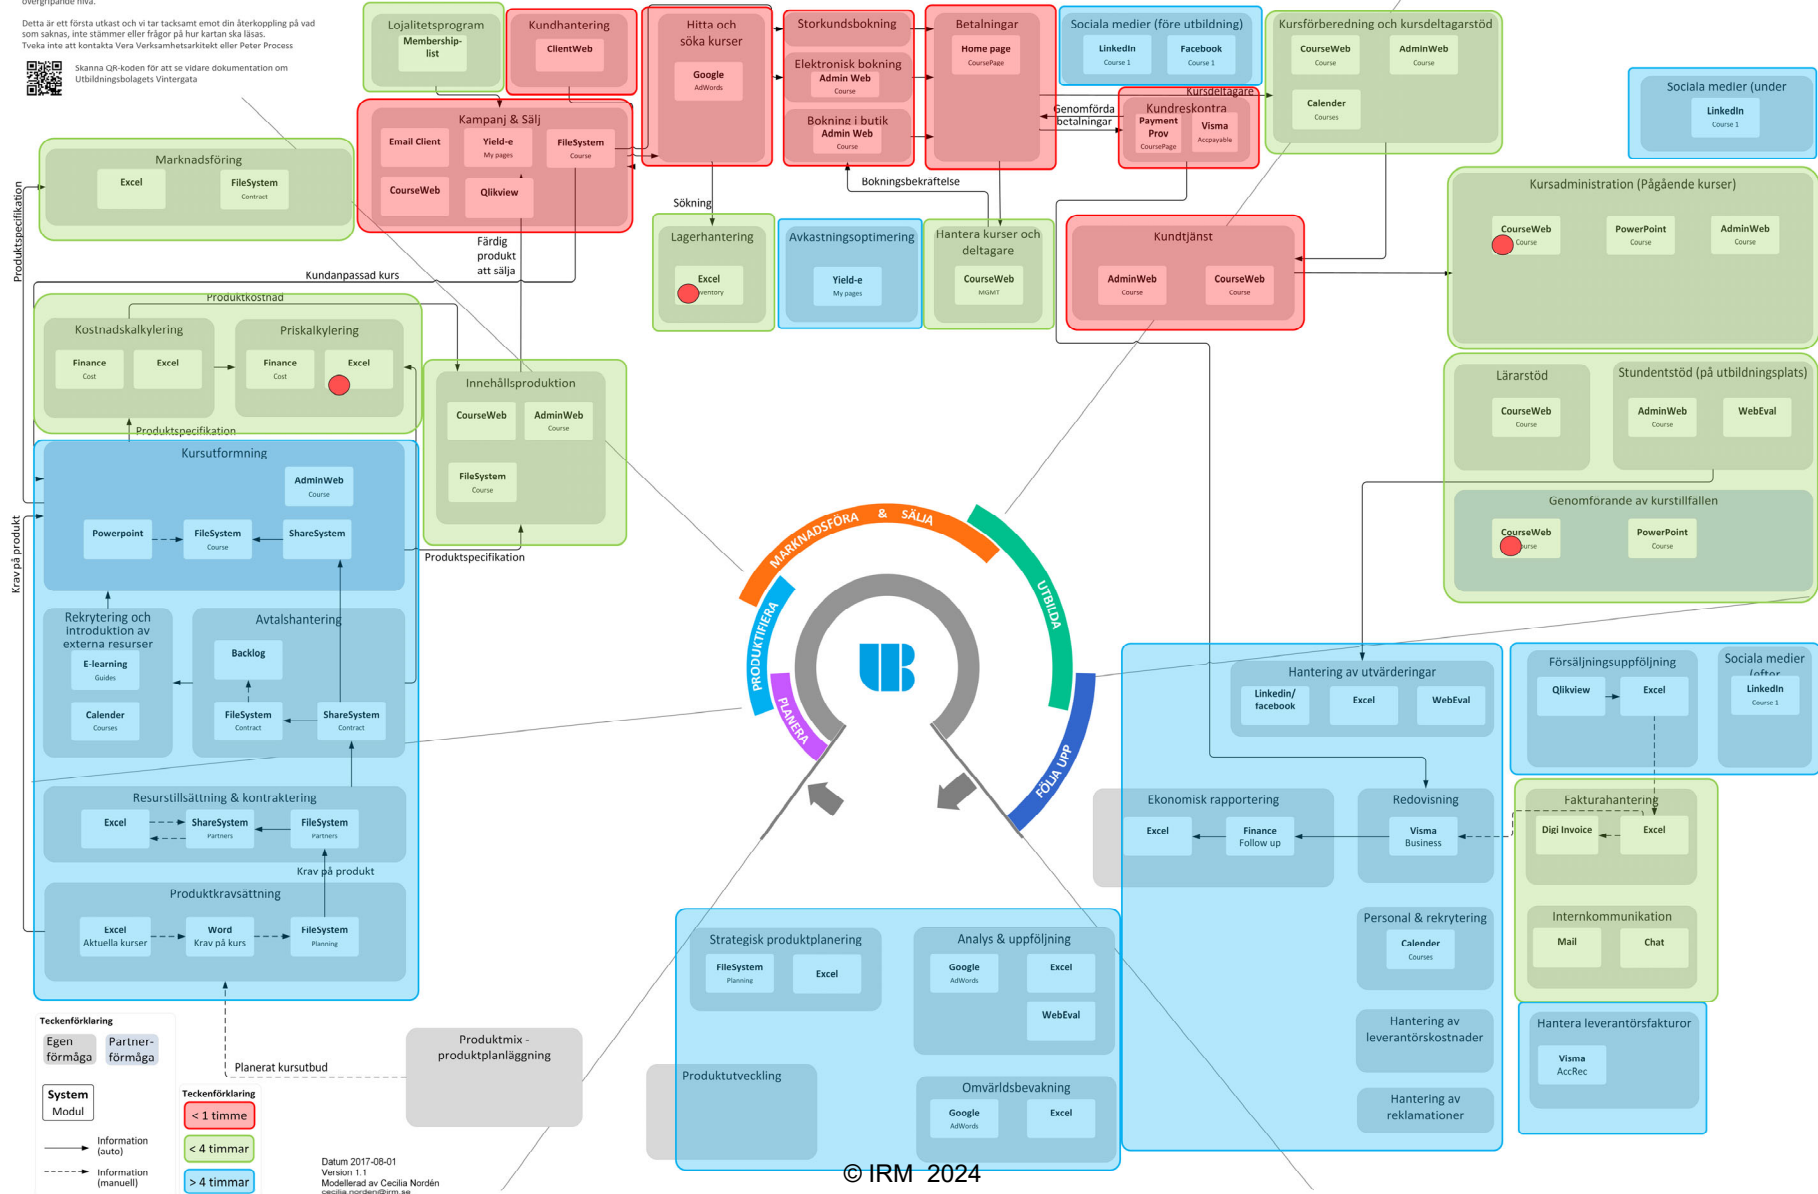 övergripande nivå.
Detta är ett första utkast och vi tar tacksamt emot din återkoppling på vad
som saknas, inte stämmer eller frågor på hur kartan ska läsas.
Tveka inte att kontakta Vera Verksamhetsarkitekt eller Peter Process
Skanna QR-koden för att se vidare dokumentation om
Utbildningsbolagets Vintergata
Lojalitetsprogram
Membership-
list
Kundhantering
ClientWeb
Hitta och
söka kurser
Google
AdWords
Storkundsbokning
Elektronisk bokning
Admin Web
Course
Bokning i butik
Admin Web
Course
Betalningar
Home page
CoursePage
Sociala medier (före utbildning)
LinkedIn
Course 1
Facebook
Course 1
Kursdeltagare
Genomförda
betalningar
Kundreskontra
Payment
Prov
CoursePage
Visma
Accpayable
Kursförberedning och kursdeltagarstöd
CourseWeb
Course
AdminWeb
Course
Calender
Courses
Sociala medier (under
LinkedIn
Course 1
Marknadsföring
Excel
FileSystem
Contract
Kampanj & Sälj
Email Client
Yield-e
My pages
FileSystem
Course
CourseWeb
Qlikview
Produktspecifikation
Färdig
produkt
att sälja
Kundanpassad kurs
Sökning
Bokningsbekraftelse
Lagerhantering
Excel
ventory
Avkastningsoptimering
Yield-e
My pages
Hantera kurser och
deltagare
CourseWeb
MGMT
Kundtjänst
AdminWeb
Course
CourseWeb
Course
Kursadministration (Pågående kurser)
CourseWeb
Course
PowerPoint
Course
AdminWeb
Course
Produktkostnad
Kostnadskalkylering
Finance
Cost
Excel
Priskalkylering
Finance
Cost
Excel
Innehållsproduktion
CourseWeb
AdminWeb
Course
FileSystem
Course
Lärarstöd
CourseWeb
Course
Stundentstöd (på utbildningsplats)
AdminWeb
Course
WebEval
Genomförande av kurstillfällen
CourseWeb
urse
PowerPoint
Course
Produktspecifikation
Kursutformning
AdminWeb
Course
Powerpoint
FileSystem
Course
ShareSystem
Produktspecifikation
Krav på produkt
Rekrytering och
introduktion av
externa resurser
E-learning
Guides
Calender
Courses
Avtalshantering
Backlog
FileSystem
Contract
ShareSystem
Contract
MARKNADSFÖRA & SÄLJA
PRODUKTIFIERA
PLANERA
UTBILDA
FÖLJA UPP
UB
Hantering av utvärderingar
Linkedin/
facebook
Excel
WebEval
Försäljningsuppföljning
Qlikview
Excel
Sociala medier
(efter
LinkedIn
Course 1
Resurstillsättning & kontraktering
Excel
ShareSystem
Partners
FileSystem
Partners
Krav på produkt
Ekonomisk rapportering
Excel
Finance
Follow up
Redovisning
Visma
Business
Fakturahantering
Digi Invoice
Excel
Produktkravsättning
Excel
Aktuella kurser
Word
Krav på kurs
FileSystem
Planning
Strategisk produktplanering
FileSystem
Planning
Excel
Analys & uppföljning
Google
AdWords
Excel
WebEval
Personal & rekrytering
Calender
Courses
Internkommunikation
Mail
Chat
Hantering av
leverantörskostnader
Hantera leverantörsfakturor
Visma
AccRec
Teckenförklaring
Egen
förmåga
Partner-
förmåga
System
Modul
Information
(auto)
Information
(manuell)
Teckenförklaring
< 1 timme
< 4 timmar
> 4 timmar
Planerat kursutbud
Produktmix -
produktplanläggning
Produktutveckling
Omvärldsbevakning
Google
AdWords
Excel
Hantering av
reklamationer
Datum 2017-08-01
Version 1.1
Modellerad av Cecilia Nordén
cecilia.norden@irm.se
© IRM 2024